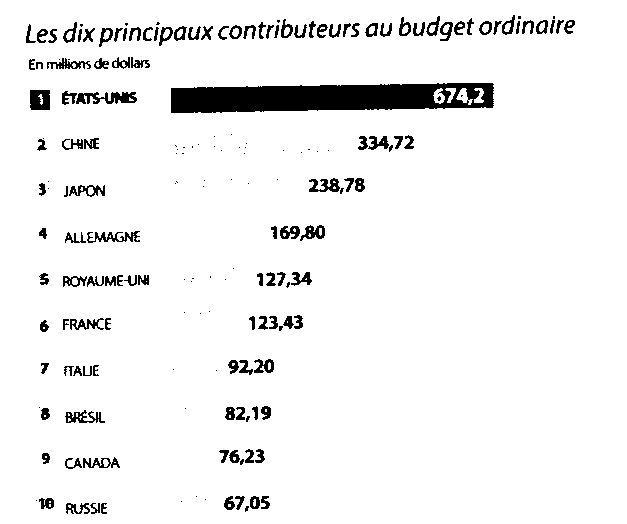 Les dix principaux contributeurs au budget ordinaire
En millions de dollars
1 ÉTATS-UNIS 674,2
2 CHINE 334,72
3 JAPON 238,78
4 ALLEMAGNE 169,80
5 ROYAUME-UNI 127,34
6 FRANCE 123,43
7 ITALIE 92,20
8 BRÉSIL 82,19
9 CANADA 76,23
10 RUSSIE 67,05